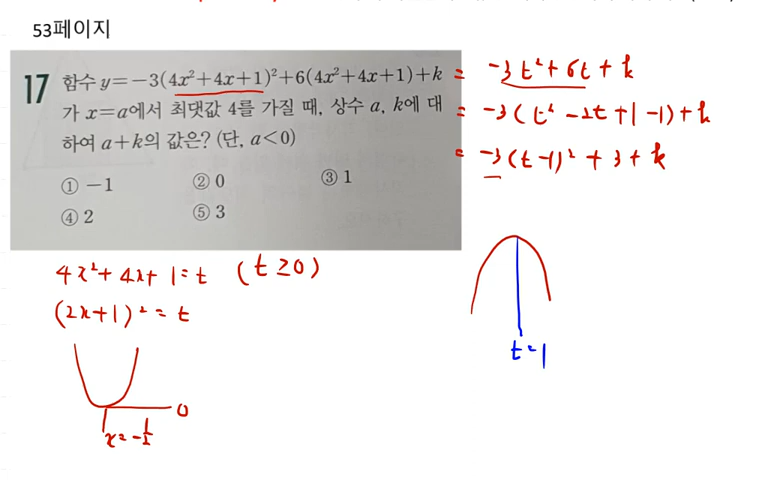 53페이지
17 함수 y=-3(4x²+4x+1)²+6(4x²+4x+1)+k
가 x=a에서 최댓값 4를 가질 때, 상수 a, k에 대
하여 a+k의 값은? (단, a<0)
① -1 ② 0 ③ 1
④ 2 ⑤ 3
= -3t²+6t+k
= -3(t²-2t+1-1)+k
= -3(t-1)²+3+k
4x²+4x+1=t (t≥0)
(2x+1)²=t
0
x=-1/2
t=1